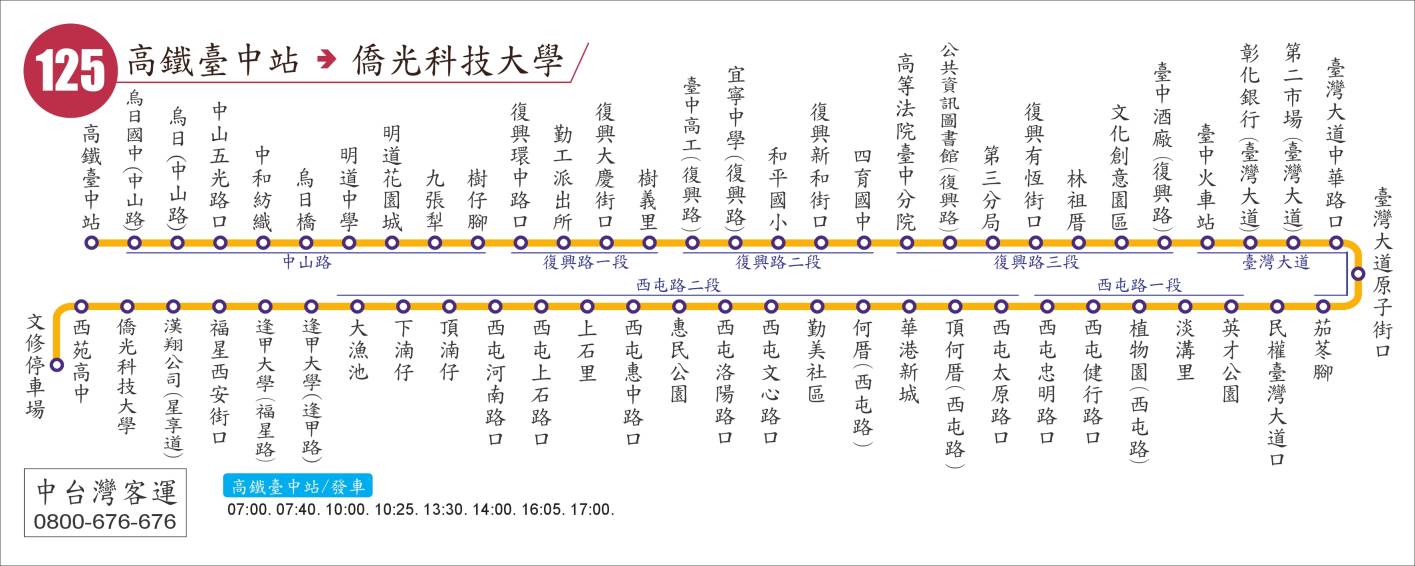 125
高鐵臺中站 → 僑光科技大學
高鐵臺中站
烏日國中(中山路)
烏日(中山路)
中山五光路口
中和紡織
烏日橋
明道中學
明道花園城
九張犁
樹仔腳
復興環中路口
勤工派出所
復興大慶街口
樹義里
臺中高工(復興路)
宜寧中學(復興路)
和平國小
復興新和街口
四育國中
高等法院臺中分院
公共資訊圖書館(復興路)
第三分局
復興有恆街口
林祖厝
文化創意園區
臺中酒廠(復興路)
臺中火車站
彰化銀行(臺灣大道)
第二市場(臺灣大道)
臺灣大道中華路口
臺灣大道原子街口
中山路
復興路一段
復興路二段
復興路三段
臺灣大道
西屯路二段
西屯路一段
茄苳腳
民權臺灣大道口
英才公園
淡溝里
植物園(西屯路)
西屯健行路口
西屯忠明路口
西屯太原路口
頂何厝(西屯路)
華港新城
何厝(西屯路)
勤美社區
西屯文心路口
西屯洛陽路口
惠民公園
西屯惠中路口
上石里
西屯上石路口
西屯河南路口
頂湳仔
下湳仔
大漁池
逢甲大學(逢甲路)
逢甲大學(福星路)
福星西安街口
漢翔公司(星享道)
僑光科技大學
西苑高中
文修停車場
中台灣客運
0800-676-676
高鐵臺中站/發車
07:00. 07:40. 10:00. 10:25. 13:30. 14:00. 16:05. 17:00.